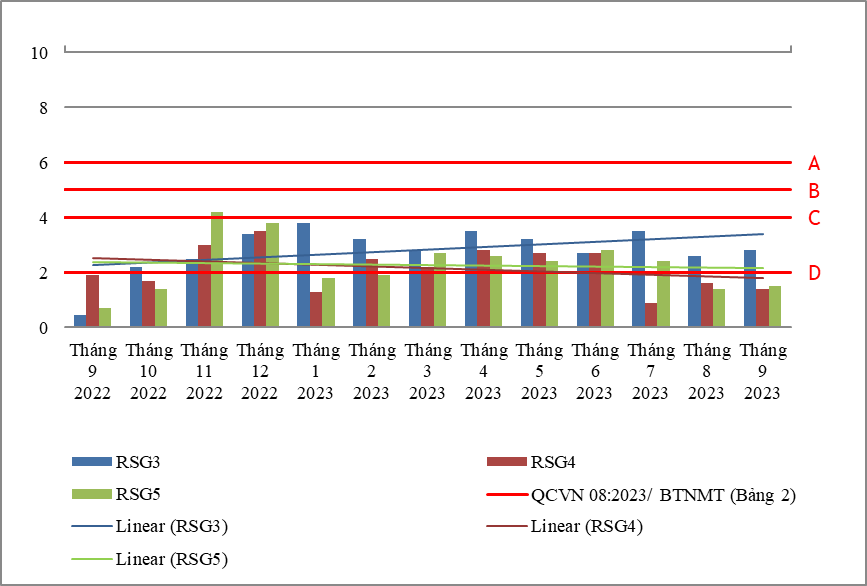 10
8
6
4
2
0
A
B
C
D
Tháng 9 2022
Tháng 10 2022
Tháng 11 2022
Tháng 12 2022
Tháng 1 2023
Tháng 2 2023
Tháng 3 2023
Tháng 4 2023
Tháng 5 2023
Tháng 6 2023
Tháng 7 2023
Tháng 8 2023
Tháng 9 2023
RSG3
RSG4
RSG5
QCVN 08:2023/ BTNMT (Bảng 2)
Linear (RSG3)
Linear (RSG4)
Linear (RSG5)